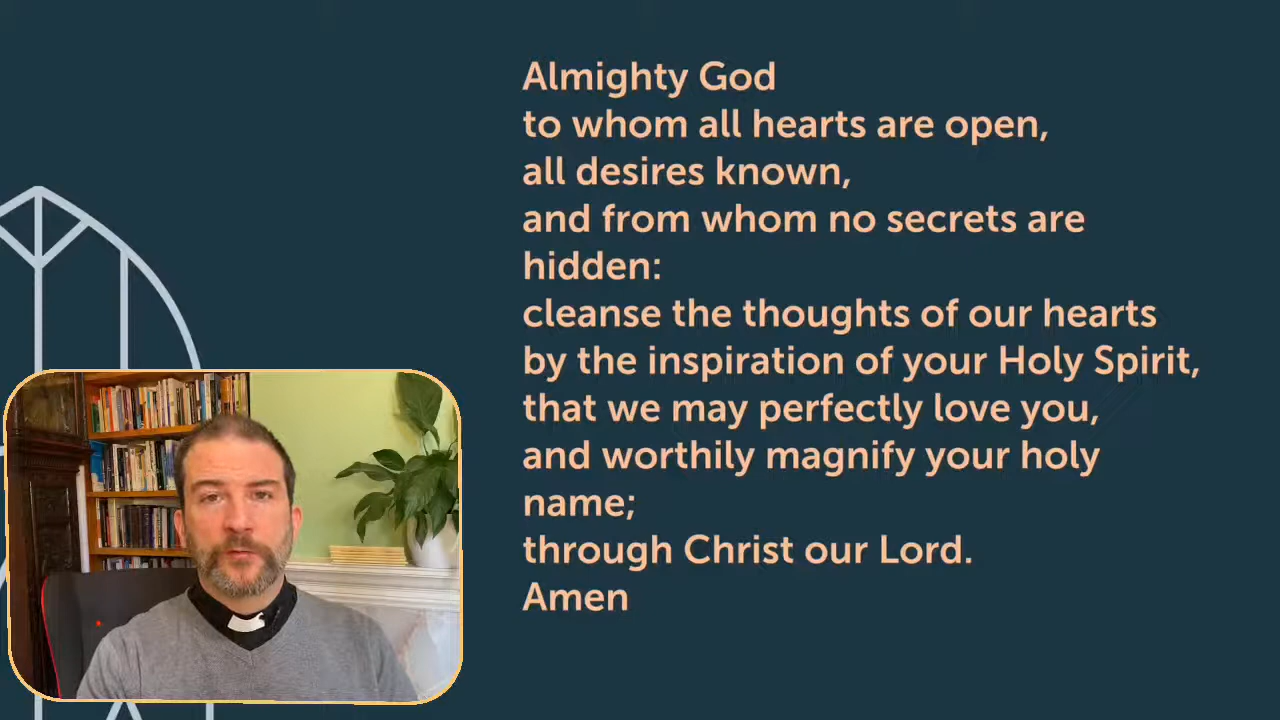 Almighty God
to whom all hearts are open,
all desires known,
and from whom no secrets are
hidden:
cleanse the thoughts of our hearts
by the inspiration of your Holy Spirit,
that we may perfectly love you,
and worthily magnify your holy
name;
through Christ our Lord.
Amen